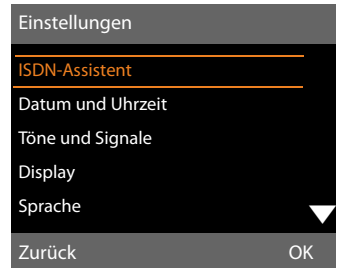 Einstellungen
ISDN-Assistent
Datum und Uhrzeit
Töne und Signale
Display
Sprache
Zurück OK